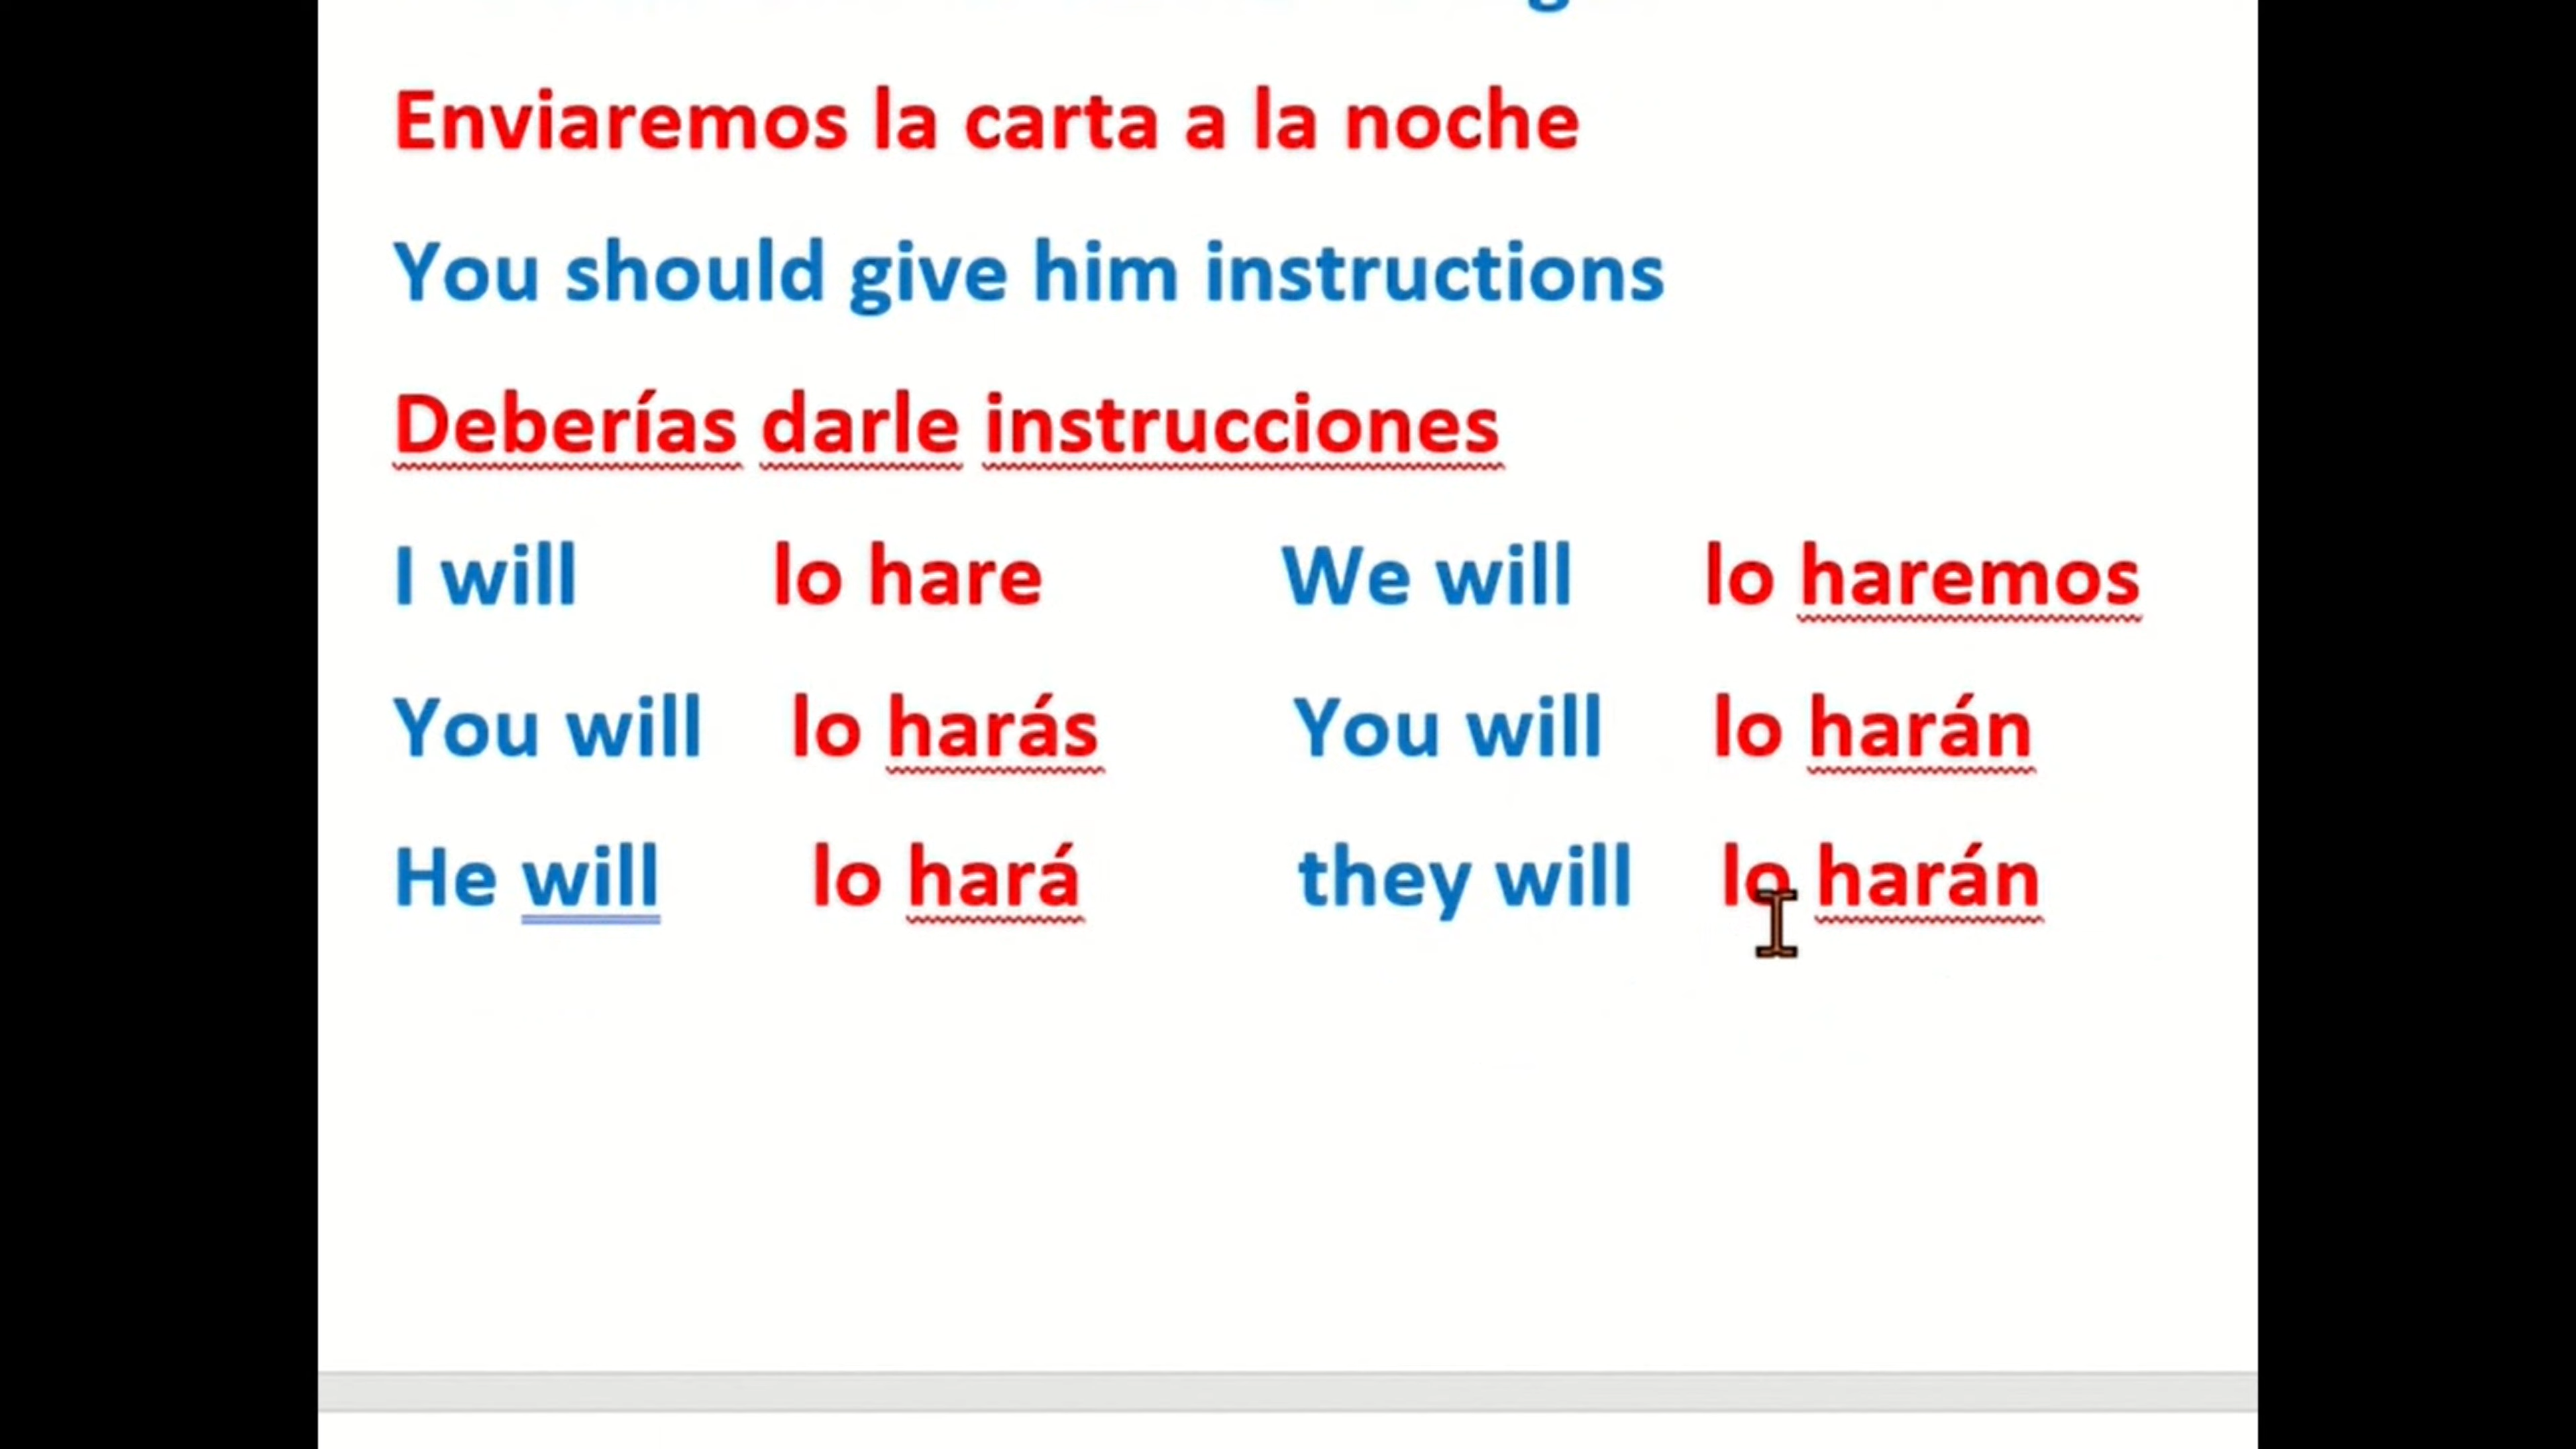 Enviaremos la carta a la noche
You should give him instructions
Deberías darle instrucciones
I will lo hare We will lo haremos
You will lo harás You will lo harán
He will lo hará they will lo harán